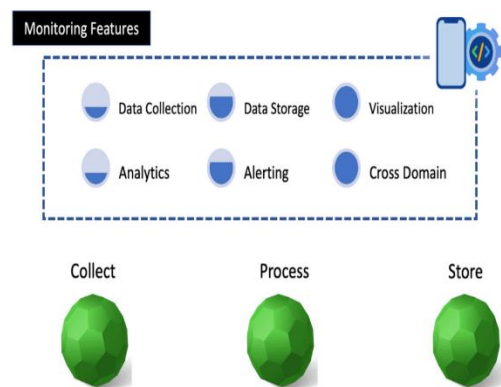 Monitoring Features
Data Collection Data Storage Visualization
Analytics Alerting Cross Domain
Collect Process Store